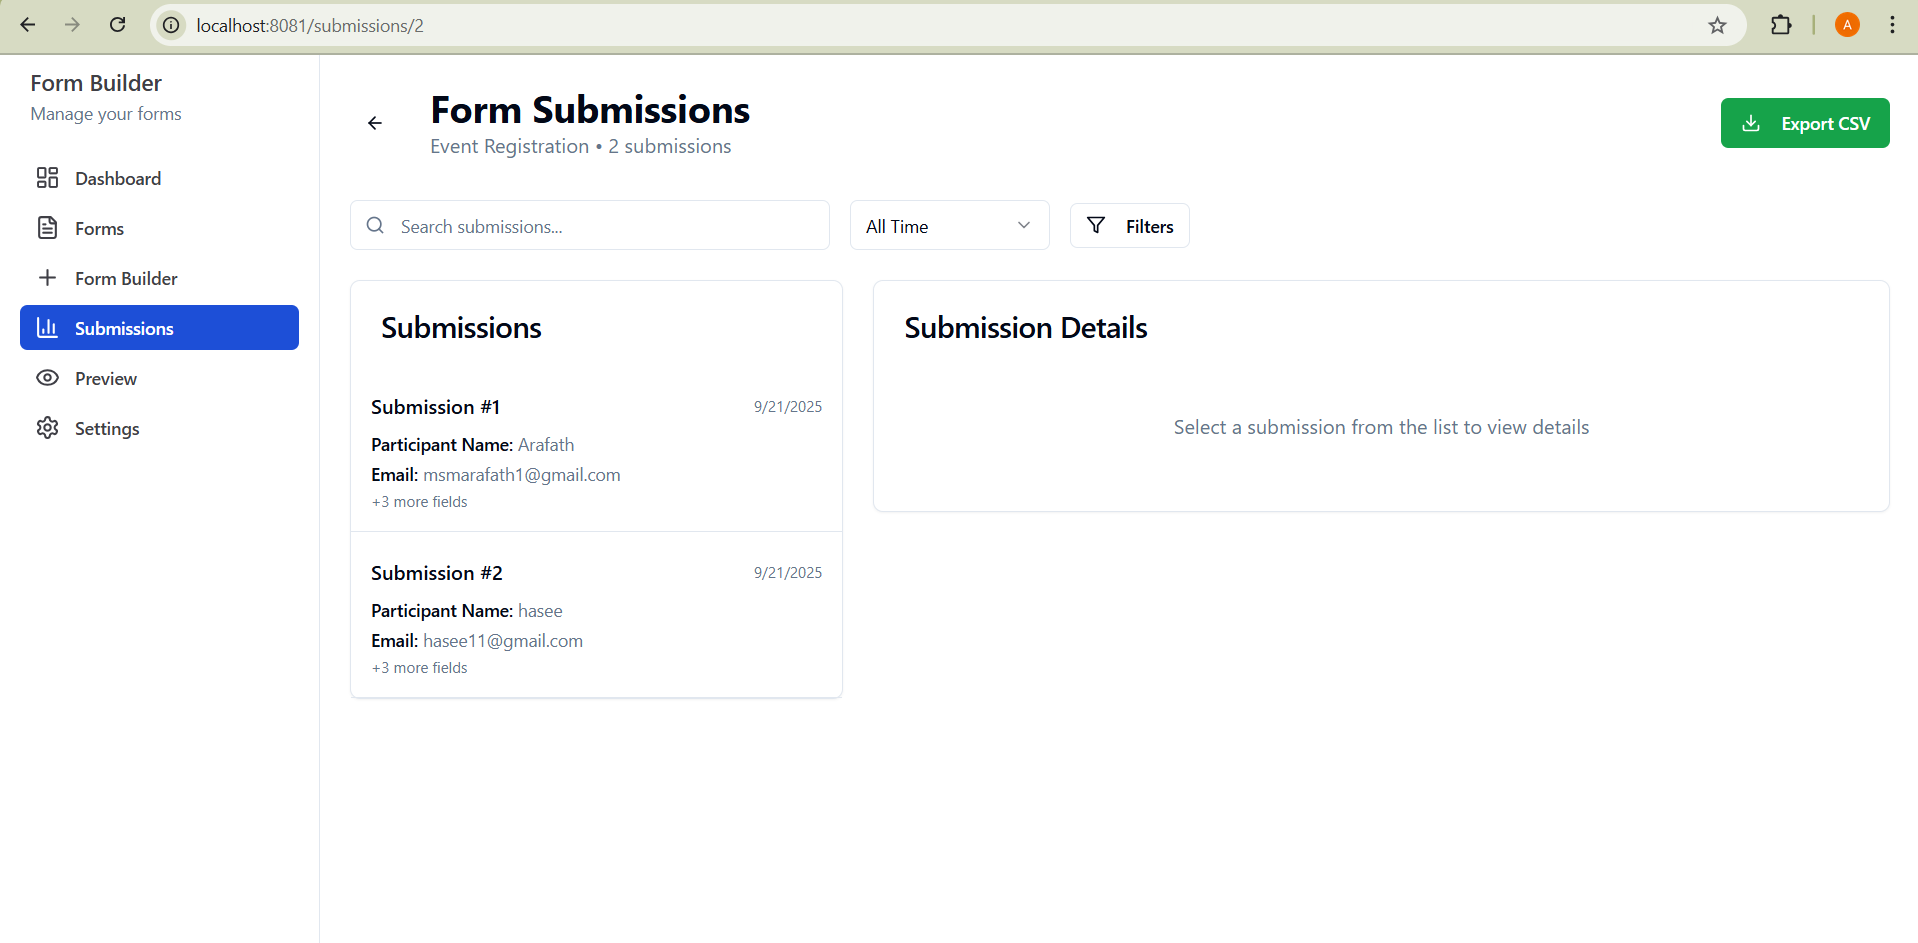 localhost:8081/submissions/2
A
Form Builder
Manage your forms
Dashboard
Forms
Form Builder
Submissions
Preview
Settings
Form Submissions
Event Registration • 2 submissions
Export CSV
Search submissions...
All Time
Filters
Submissions
Submission #1
9/21/2025
Participant Name: Arafath
Email: msmarafath1@gmail.com
+3 more fields
Submission #2
9/21/2025
Participant Name: hasee
Email: hasee11@gmail.com
+3 more fields
Submission Details
Select a submission from the list to view details